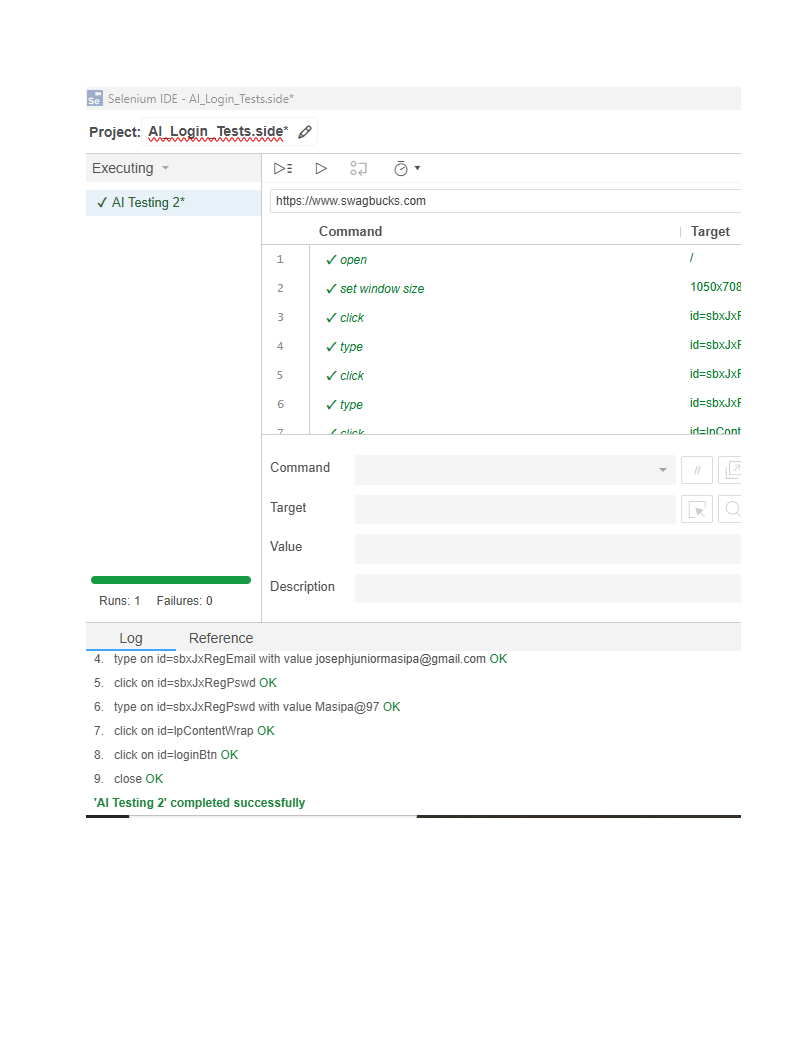 Selenium IDE - AI_Login_Tests.side*
Project: AI_Login_Tests.side*
Executing
✓ AI Testing 2*
https://www.swagbucks.com
Command Target
1 ✓ open /
2 ✓ set window size 1050x708
3 ✓ click id=sbxJxR
4 ✓ type id=sbxJxR
5 ✓ click id=sbxJxR
6 ✓ type id=sbxJxR
7 ✓ click id=lpCont
Command //
Target
Value
Description
Runs: 1 Failures: 0
Log Reference
4. type on id=sbxJxRegEmail with value josephjuniormasipa@gmail.com OK
5. click on id=sbxJxRegPswd OK
6. type on id=sbxJxRegPswd with value Masipa@97 OK
7. click on id=lpContentWrap OK
8. click on id=loginBtn OK
9. close OK
'AI Testing 2' completed successfully